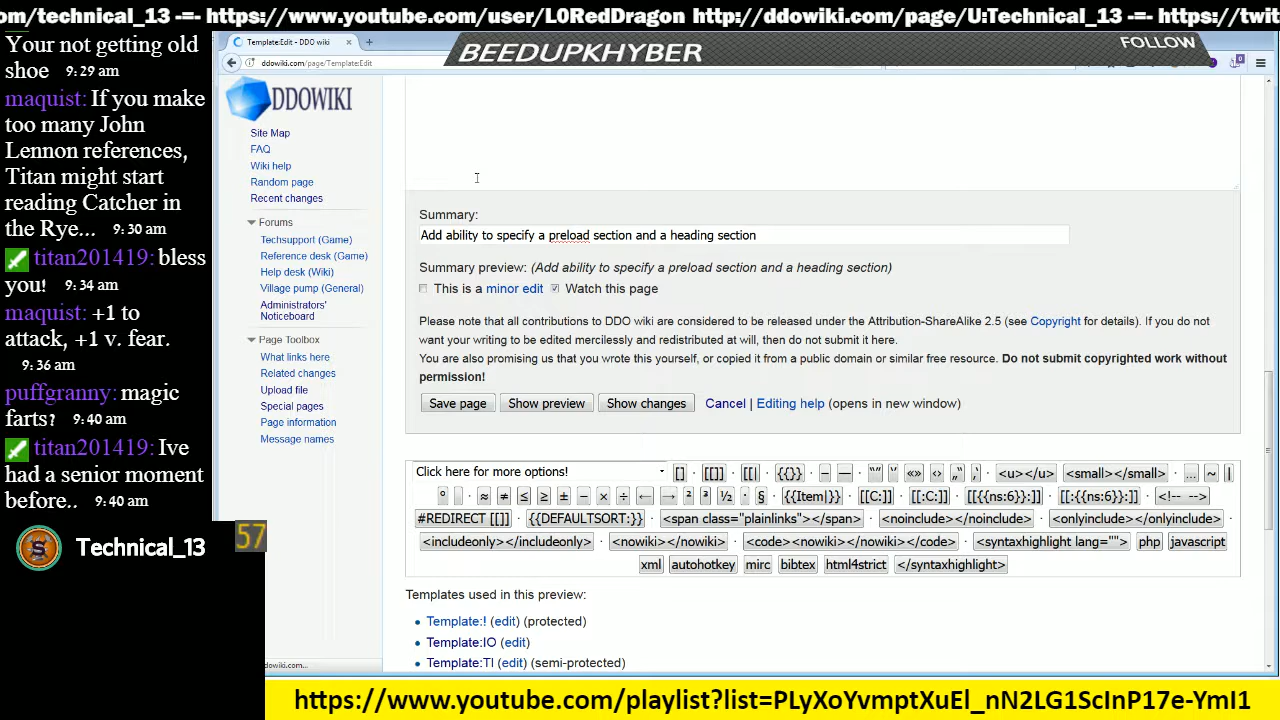 om/technical_13 -=- https://www.youtube.com/user/L0RedDragon http://ddowiki.com/page/U:Technical_13 -=- https://twit
Your not getting old
shoe 9:29 am
maquist: If you make
too many John
Lennon references,
Titan might start
reading Catcher in
the Rye... 9:30 am
titan201419: bless
you! 9:34 am
maquist: +1 to
attack, +1 v. fear.
9:36 am
puffgranny: magic
farts? 9:40 am
titan201419: Ive
had a senior moment
before.. 9:40 am
Technical_13
57
Template:Edit - DDO wiki
BEEDUPKHYBER
FOLLOW
ddowiki.com/page/Template:Edit
0
DDOWIKI
Site Map
FAQ
Wiki help
Random page
Recent changes
Forums
Techsupport (Game)
Reference desk (Game)
Help desk (Wiki)
Village pump (General)
Administrators'
Noticeboard
Page Toolbox
What links here
Related changes
Upload file
Special pages
Page information
Message names
ddowiki.com...
Summary:
Add ability to specify a preload section and a heading section
Summary preview: (Add ability to specify a preload section and a heading section)
This is a minor edit Watch this page
Please note that all contributions to DDO wiki are considered to be released under the Attribution-ShareAlike 2.5 (see Copyright for details). If you do not
want your writing to be edited mercilessly and redistributed at will, then do not submit it here.
You are also promising us that you wrote this yourself, or copied it from a public domain or similar free resource. Do not submit copyrighted work without
permission!
Save page Show preview Show changes Cancel | Editing help (opens in new window)
Click here for more options! [] · [[]] · [[| · {{}} · – — · “” ‘’ «» ‹› „“ ‚‘ · <u></u> · <small></small> · … ~ |
° · ≈ ≠ ≤ ≥ ± − × ÷ ← → ² ³ ½ · § · {{Item|}} · [[C:]] · [[:C:]] · [[{{ns:6}}:]] · [[:{{ns:6}}:]] · <!-- --> ·
#REDIRECT [[]] · {{DEFAULTSORT:}} · <span class="plainlinks"></span> · <noinclude></noinclude> · <onlyinclude></onlyinclude> ·
<includeonly></includeonly> · <nowiki></nowiki> · <code><nowiki></nowiki></code> · <syntaxhighlight lang=""> php javascript
xml autohotkey mirc bibtex html4strict </syntaxhighlight>
Templates used in this preview:
Template:! (edit) (protected)
Template:IO (edit)
Template:Tl (edit) (semi-protected)
https://www.youtube.com/playlist?list=PLyXoYvmptXuEl_nN2LG1ScInP17e-YmI1